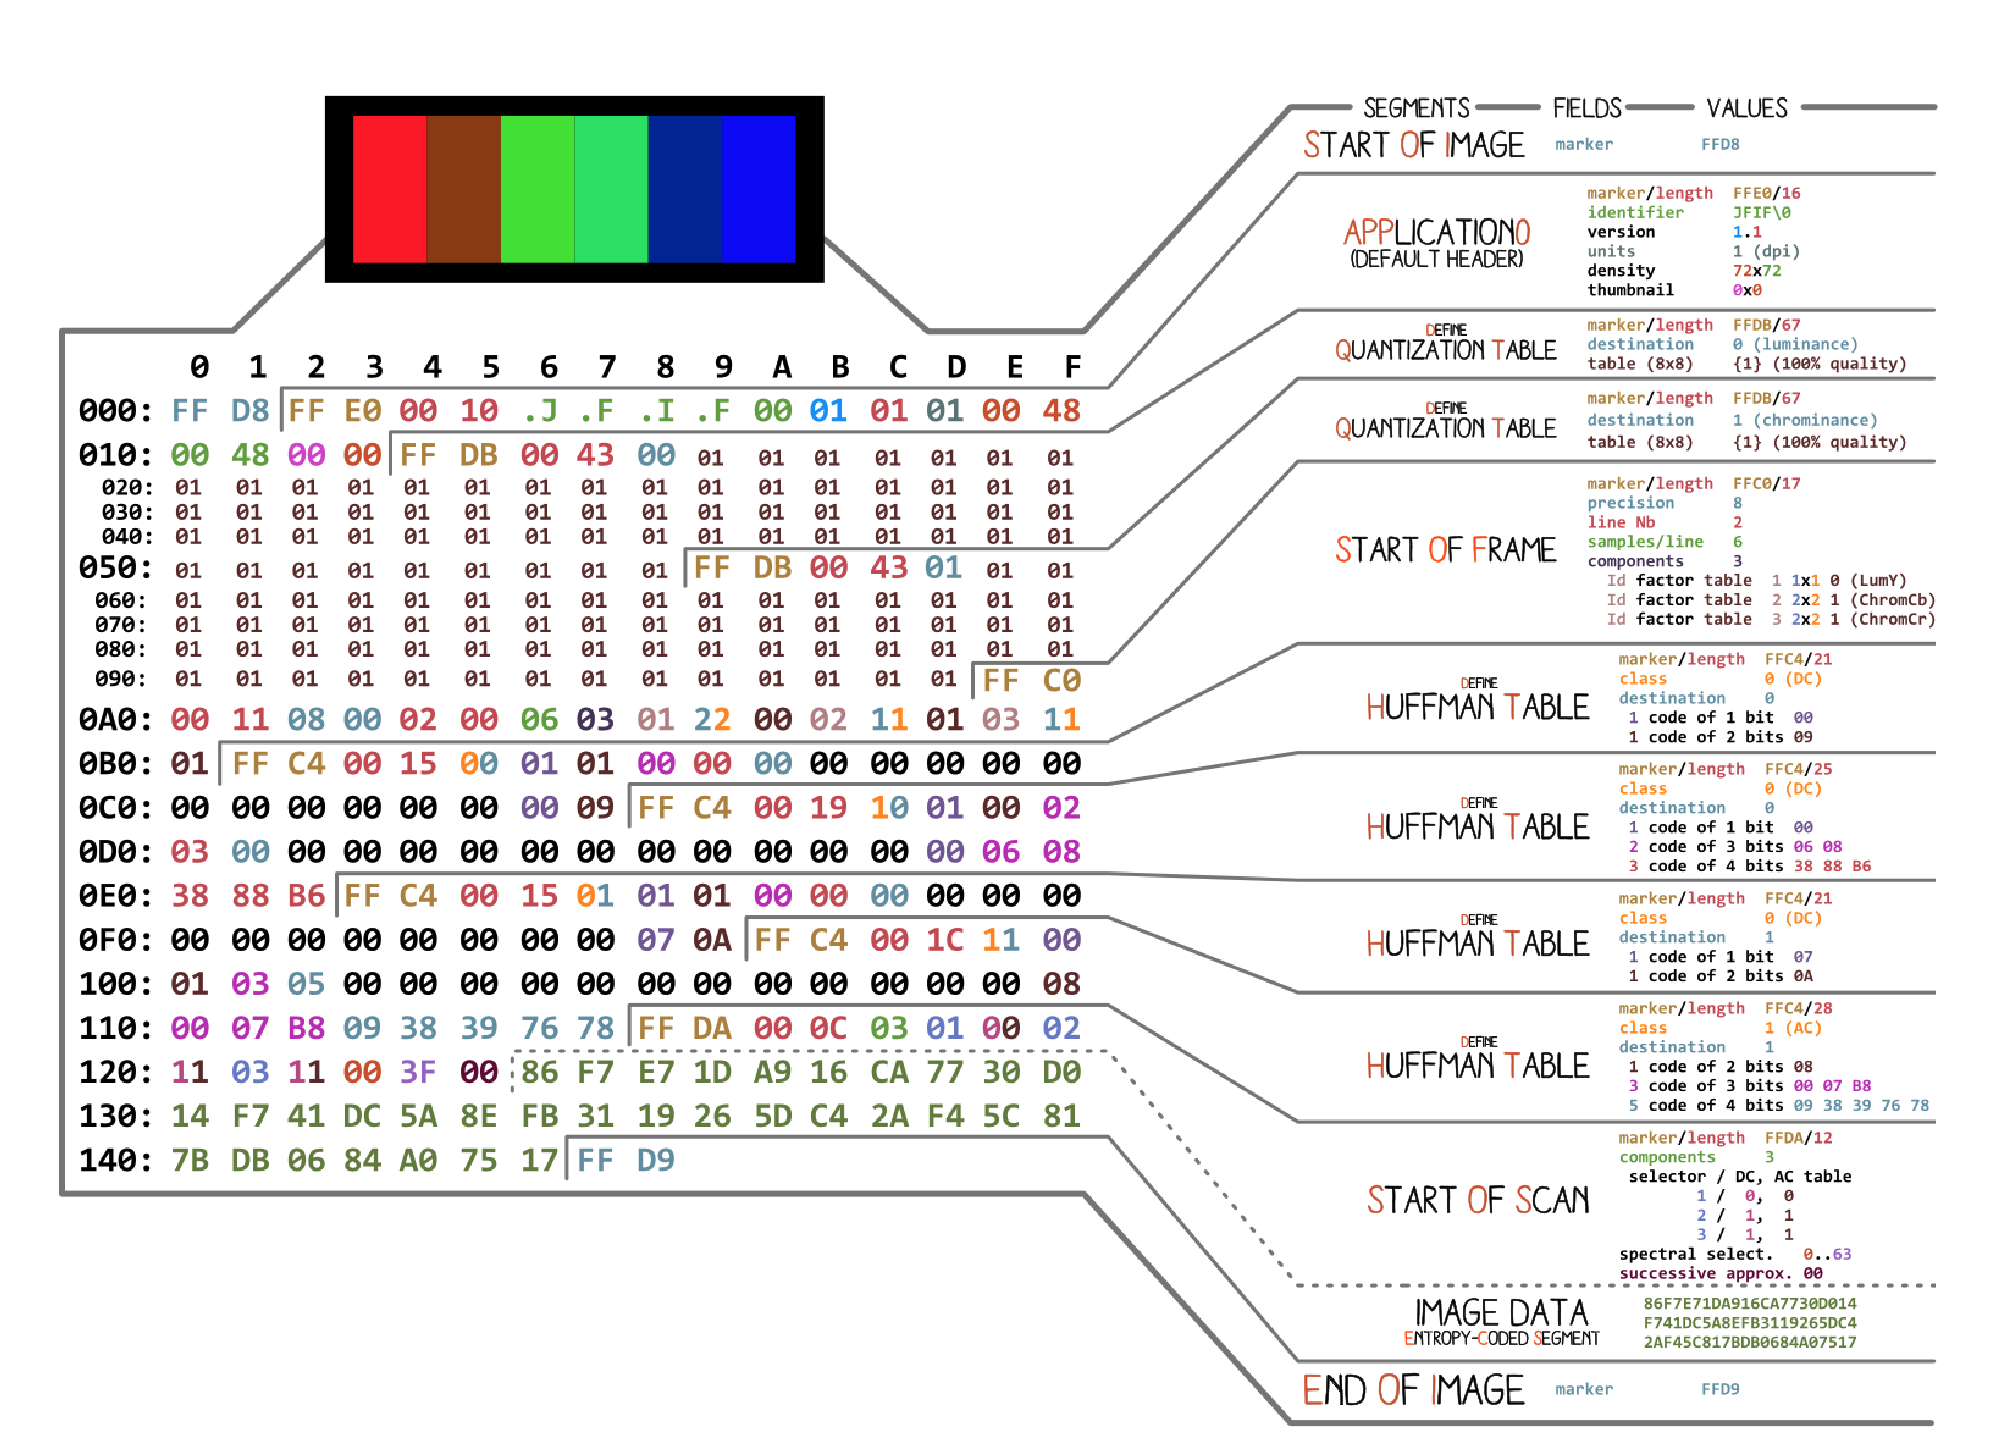 0 1 2 3 4 5 6 7 8 9 A B C D E F
000: FF D8 FF E0 00 10 .J .F .I .F 00 01 01 01 00 48
010: 00 48 00 00 FF DB 00 43 00 01 01 01 01 01 01 01
020: 01 01 01 01 01 01 01 01 01 01 01 01 01 01 01 01
030: 01 01 01 01 01 01 01 01 01 01 01 01 01 01 01 01
040: 01 01 01 01 01 01 01 01 01 01 01 01 01 01 01 01
050: 01 01 01 01 01 01 01 01 01 FF DB 00 43 01 01 01
060: 01 01 01 01 01 01 01 01 01 01 01 01 01 01 01 01
070: 01 01 01 01 01 01 01 01 01 01 01 01 01 01 01 01
080: 01 01 01 01 01 01 01 01 01 01 01 01 01 01 01 01
090: 01 01 01 01 01 01 01 01 01 01 01 01 01 01 FF C0
0A0: 00 11 08 00 02 00 06 03 01 22 00 02 11 01 03 11
0B0: 01 FF C4 00 15 00 01 01 00 00 00 00 00 00 00 00
0C0: 00 00 00 00 00 00 00 09 FF C4 00 19 10 01 00 02
0D0: 03 00 00 00 00 00 00 00 00 00 00 00 00 00 06 08
0E0: 38 88 B6 FF C4 00 15 01 01 01 00 00 00 00 00 00
0F0: 00 00 00 00 00 00 00 00 07 0A FF C4 00 1C 11 00
100: 01 03 05 00 00 00 00 00 00 00 00 00 00 00 00 08
110: 00 07 B8 09 38 39 76 78 FF DA 00 0C 03 01 00 02
120: 11 03 11 00 3F 00 86 F7 E7 1D A9 16 CA 77 30 D0
130: 14 F7 41 DC 5A 8E FB 31 19 26 5D C4 2A F4 5C 81
140: 7B DB 06 84 A0 75 17 FF D9
SEGMENTS FIELDS VALUES
START OF IMAGE marker FFD8
APPLICATION0
(DEFAULT HEADER)
marker/length FFE0/16
identifier JFIF\0
version 1.1
units 1 (dpi)
density 72x72
thumbnail 0x0
DEFINE
QUANTIZATION TABLE
marker/length FFDB/67
destination 0 (luminance)
table (8x8) {1} (100% quality)
DEFINE
QUANTIZATION TABLE
marker/length FFDB/67
destination 1 (chrominance)
table (8x8) {1} (100% quality)
START OF FRAME
marker/length FFC0/17
precision 8
line Nb 2
samples/line 6
components 3
Id factor table 1 1x1 0 (LumY)
Id factor table 2 2x2 1 (ChromCb)
Id factor table 3 2x2 1 (ChromCr)
DEFINE
HUFFMAN TABLE
marker/length FFC4/21
class 0 (DC)
destination 0
1 code of 1 bit 00
1 code of 2 bits 09
DEFINE
HUFFMAN TABLE
marker/length FFC4/25
class 0 (DC)
destination 0
1 code of 1 bit 00
2 code of 3 bits 06 08
3 code of 4 bits 38 88 B6
DEFINE
HUFFMAN TABLE
marker/length FFC4/21
class 0 (DC)
destination 1
1 code of 1 bit 07
1 code of 2 bits 0A
DEFINE
HUFFMAN TABLE
marker/length FFC4/28
class 1 (AC)
destination 1
1 code of 2 bits 08
3 code of 3 bits 00 07 B8
5 code of 4 bits 09 38 39 76 78
START OF SCAN
marker/length FFDA/12
components 3
selector / DC, AC table
1 / 0, 0
2 / 1, 1
3 / 1, 1
spectral select. 0..63
successive approx. 00
IMAGE DATA
ENTROPY-CODED SEGMENT
86F7E71DA916CA7730D014
F741DC5A8EFB3119265DC4
2AF45C817BDB0684A07517
END OF IMAGE marker FFD9